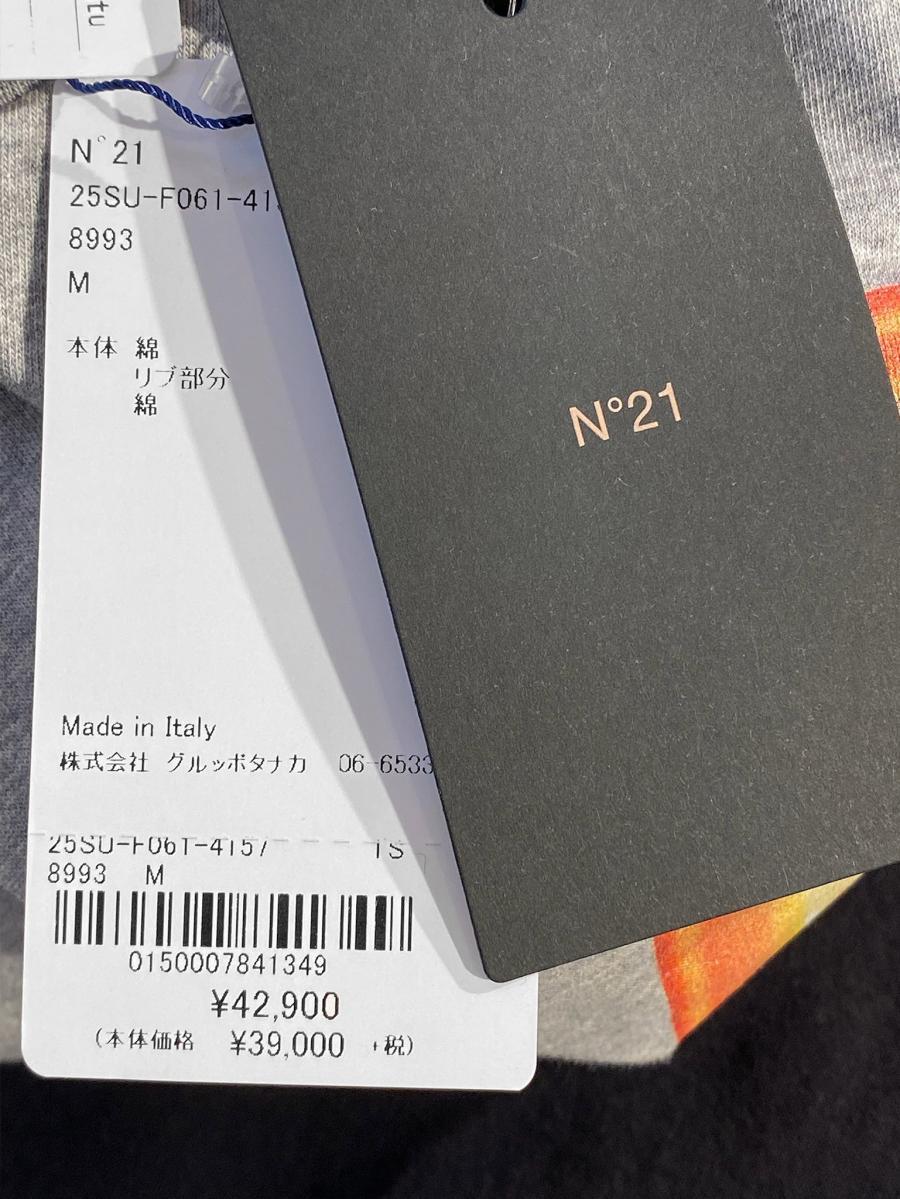 tu
N°21
25SU-F061-41
8993
M
本体 綿
リブ部分
綿
N°21
Made in Italy
株式会社 グルッポタナカ 06-6533
25SU-F061-4157 TS
8993 M
0150007841349
¥42,900
(本体価格 ¥39,000 +税)